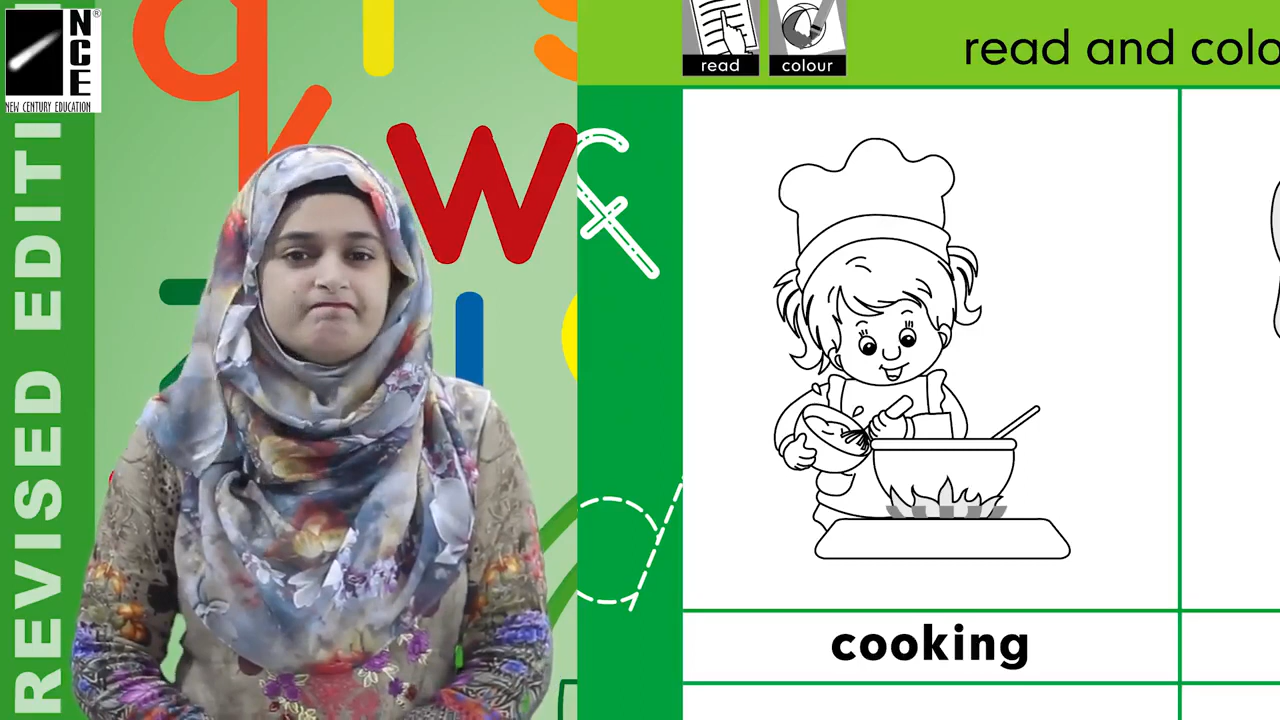 NCE
®
NEW CENTURY EDUCATION
REVISED EDITI
q
k
w
f
d
read
colour
read and colo
cooking